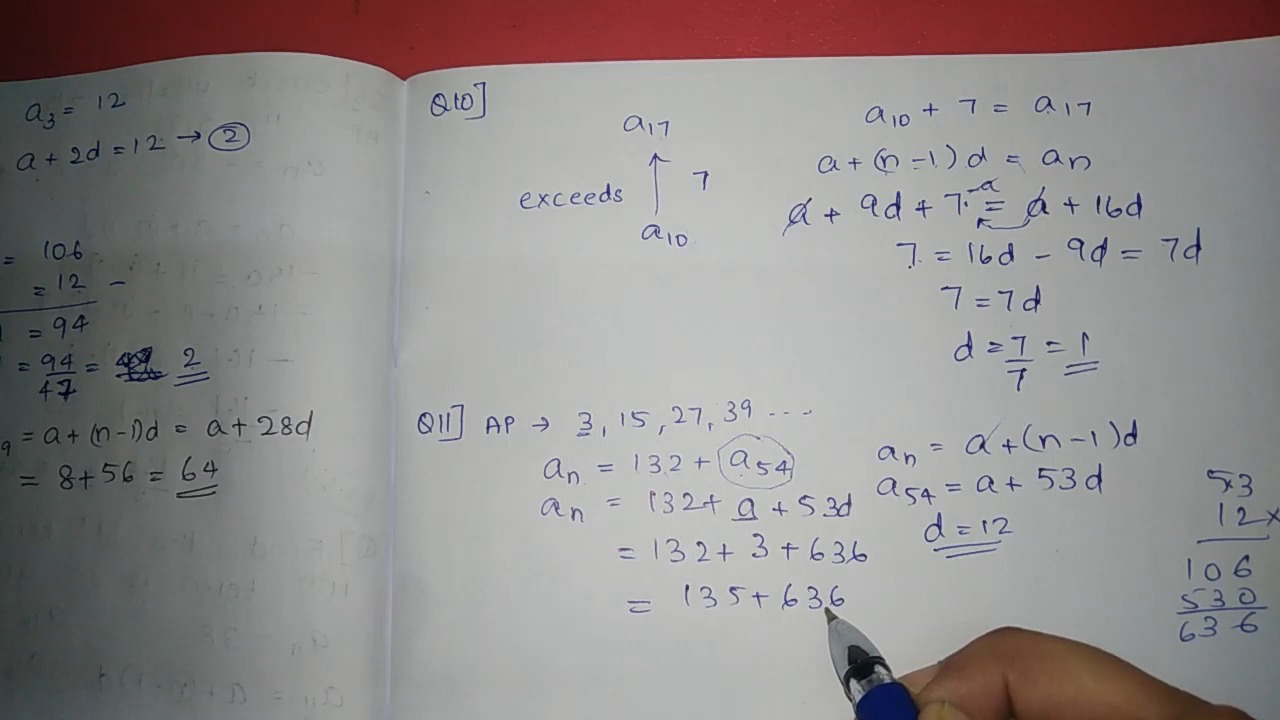 a₃ = 12
a + 2d = 12 → ②
= 106
= 12 –
= 94
= 94/47 = 2
₉ = a + (n-1)d = a + 28d
= 8 + 56 = 64
Q10]
a₁₇
exceeds ↑ 7
a₁₀
a₁₀ + 7 = a₁₇
a + (n-1)d = aₙ
-a
a + 9d + 7 = a + 16d
7 = 16d - 9d = 7d
7 = 7d
d = 7/7 = 1
Q11] AP → 3, 15, 27, 39 ....
aₙ = 132 + a₅₄
aₙ = 132 + a + 53d
= 132 + 3 + 636
= 135 + 636
aₙ = a + (n-1)d
a₅₄ = a + 53d
d = 12
53
12 ×
106
530
636